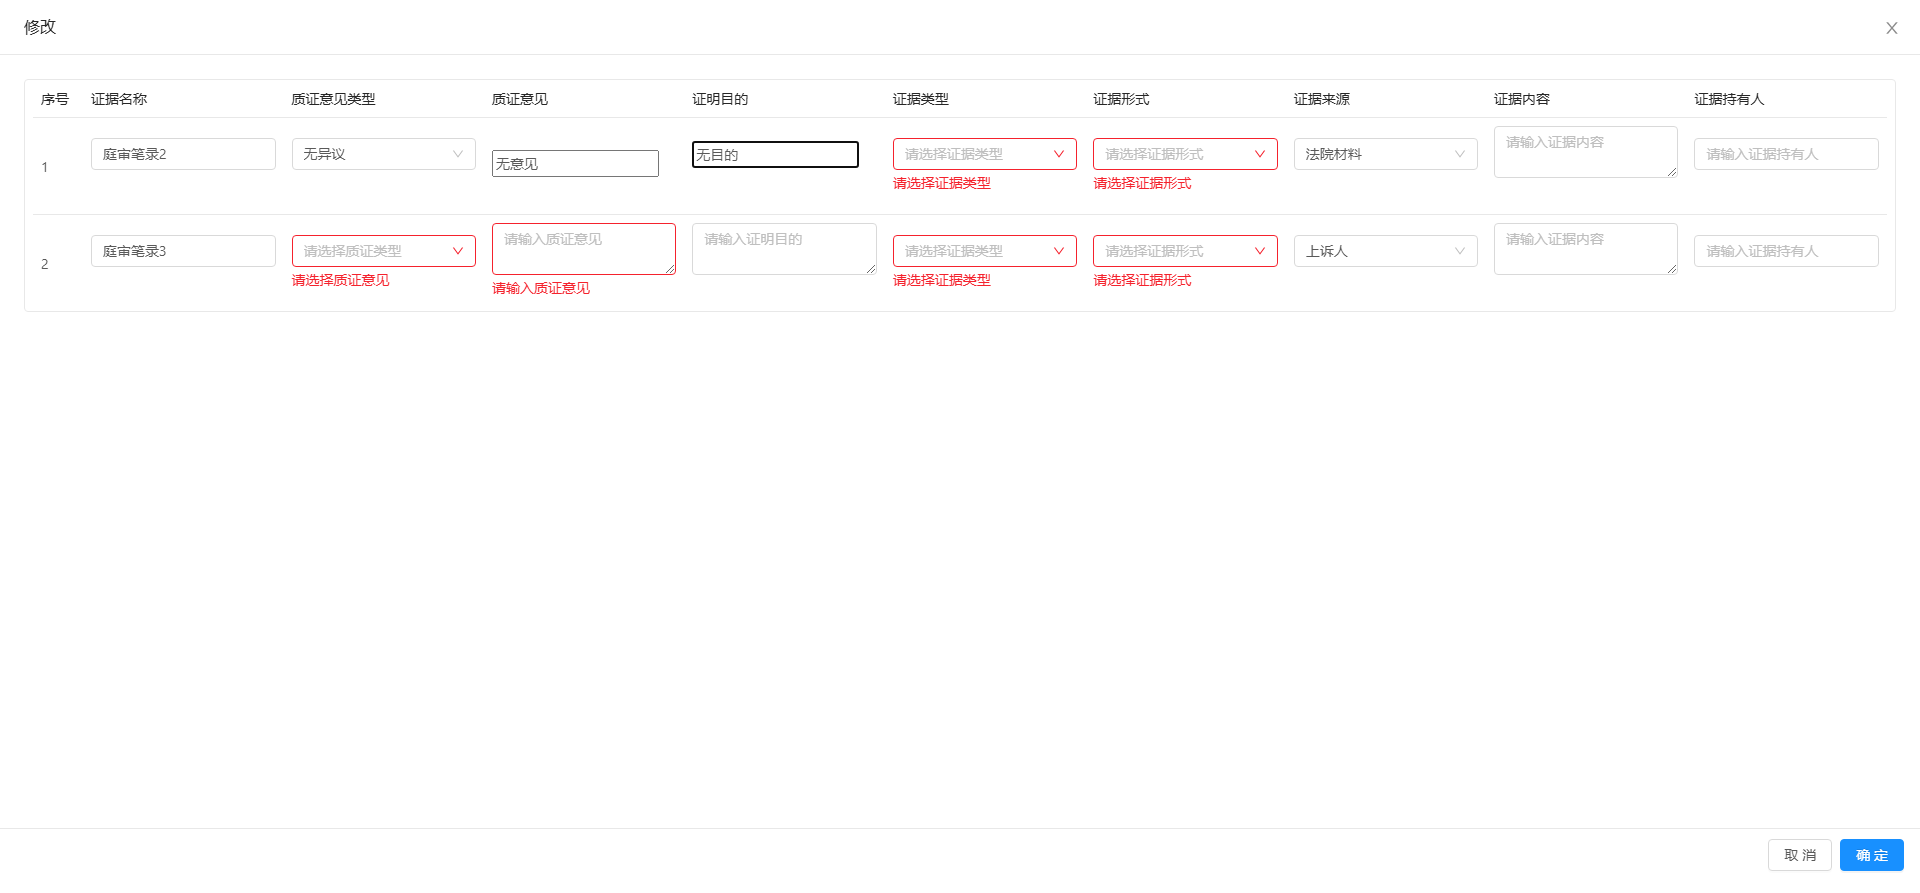 修改
序号 证据名称 质证意见类型 质证意见 证明目的 证据类型 证据形式 证据来源 证据内容 证据持有人
1 庭审笔录2 无异议 无意见 无目的 请选择证据类型 请选择证据形式 法院材料 请输入证据内容 请输入证据持有人
请选择证据类型 请选择证据形式
2 庭审笔录3 请选择质证类型 请输入质证意见 请输入证明目的 请选择证据类型 请选择证据形式 上诉人 请输入证据内容 请输入证据持有人
请选择质证意见 请输入质证意见 请选择证据类型 请选择证据形式
取 消 确 定